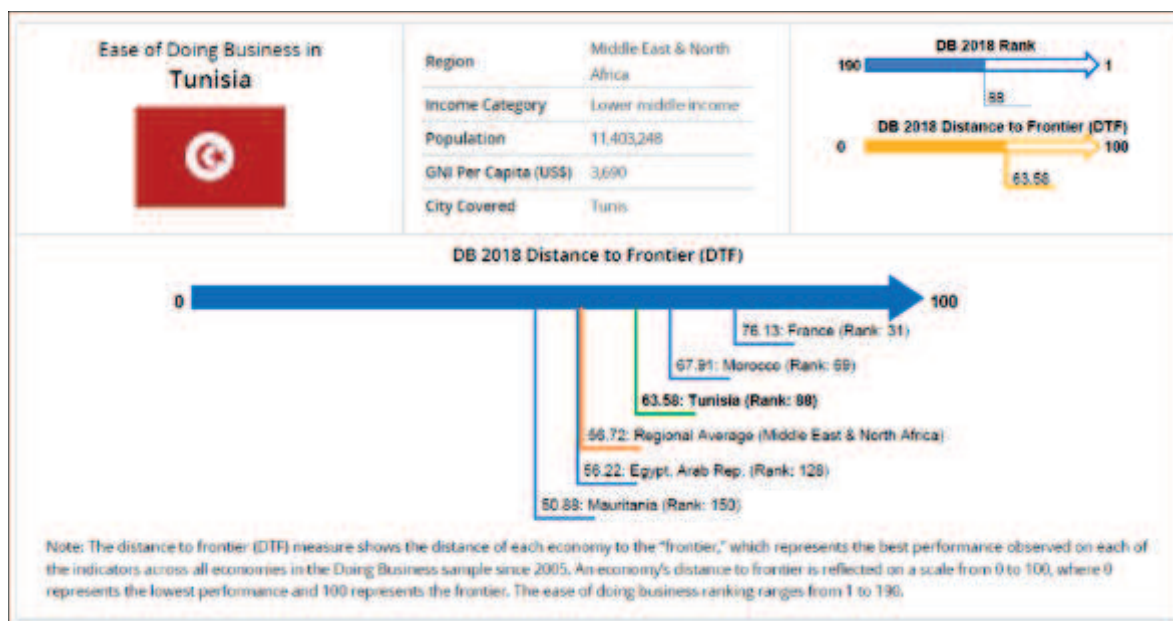 Ease of Doing Business in
Tunisia
Region Middle East & North
Africa
Income Category Lower middle income
Population 11,403,248
GNI Per Capita (US$) 3,690
City Covered Tunis
DB 2018 Rank
190 1
88
DB 2018 Distance to Frontier (DTF)
0 100
63.58
DB 2018 Distance to Frontier (DTF)
0 100
76.13: France (Rank: 31)
67.91: Morocco (Rank: 69)
63.58: Tunisia (Rank: 88)
56.72: Regional Average (Middle East & North Africa)
56.22: Egypt, Arab Rep. (Rank: 128)
50.88: Mauritania (Rank: 150)
Note: The distance to frontier (DTF) measure shows the distance of each economy to the "frontier," which represents the best performance observed on each of
the indicators across all economies in the Doing Business sample since 2005. An economy's distance to frontier is reflected on a scale from 0 to 100, where 0
represents the lowest performance and 100 represents the frontier. The ease of doing business ranking ranges from 1 to 190.